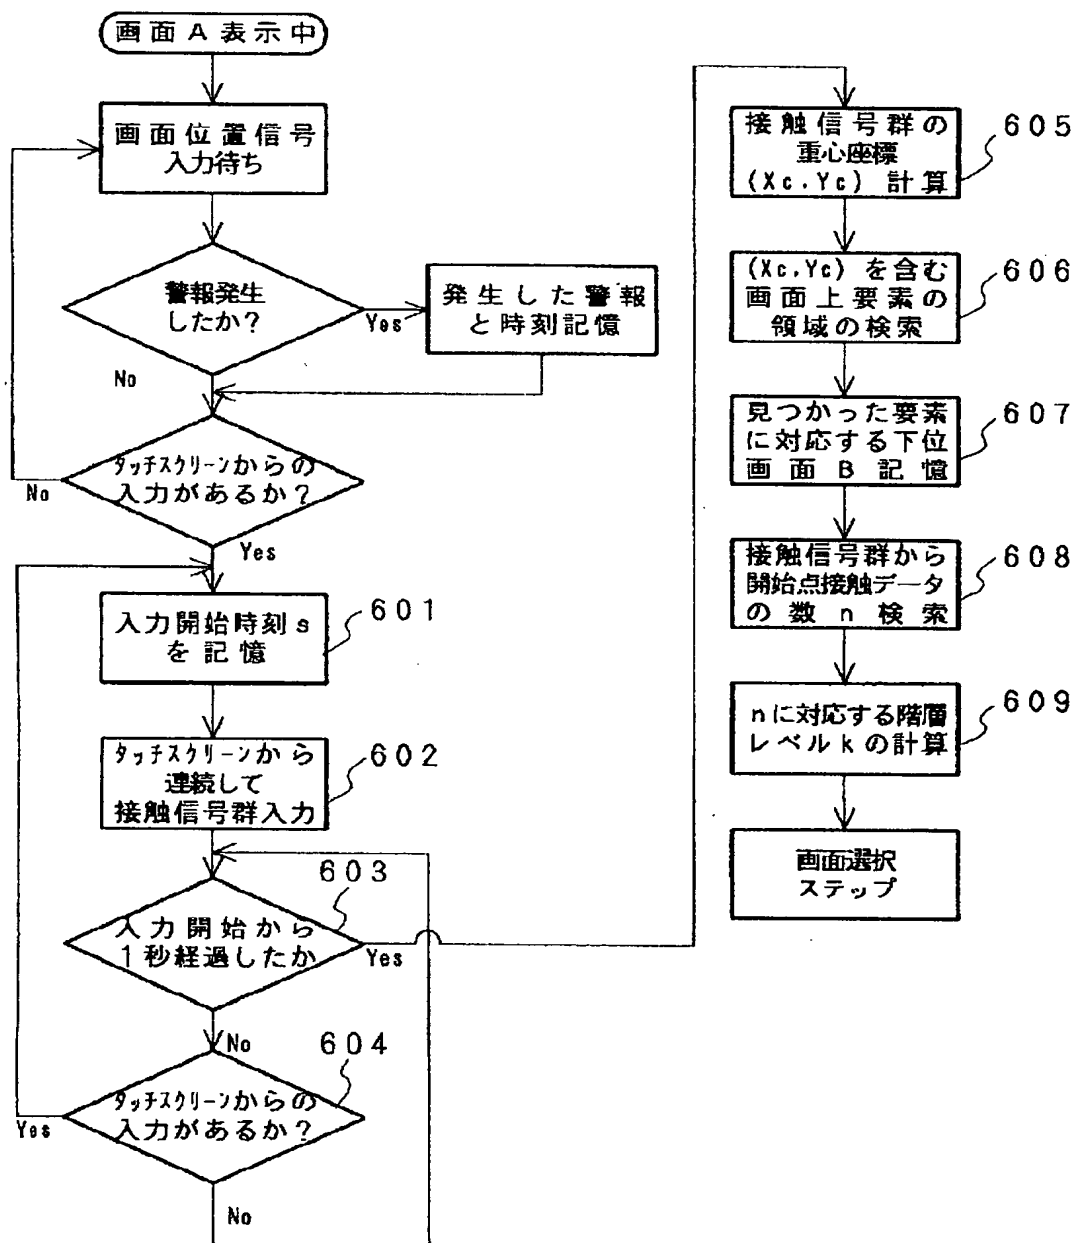 画面A表示中
画面位置信号
入力待ち
警報発生
したか？
Yes
発生した警報
と時刻記憶
No
タッチスクリーンからの
入力があるか？
No
Yes
入力開始時刻s
を記憶
601
タッチスクリーンから
連続して
接触信号群入力
602
603
入力開始から
1秒経過したか
Yes
No
604
タッチスクリーンからの
入力があるか？
Yes
No
接触信号群の
重心座標
(Xc,Yc)計算
605
(Xc,Yc)を含む
画面上要素の
領域の検索
606
見つかった要素
に対応する下位
画面B記憶
607
接触信号群から
開始点接触データ
の数n検索
608
nに対応する階層
レベルkの計算
609
画面選択
ステップ